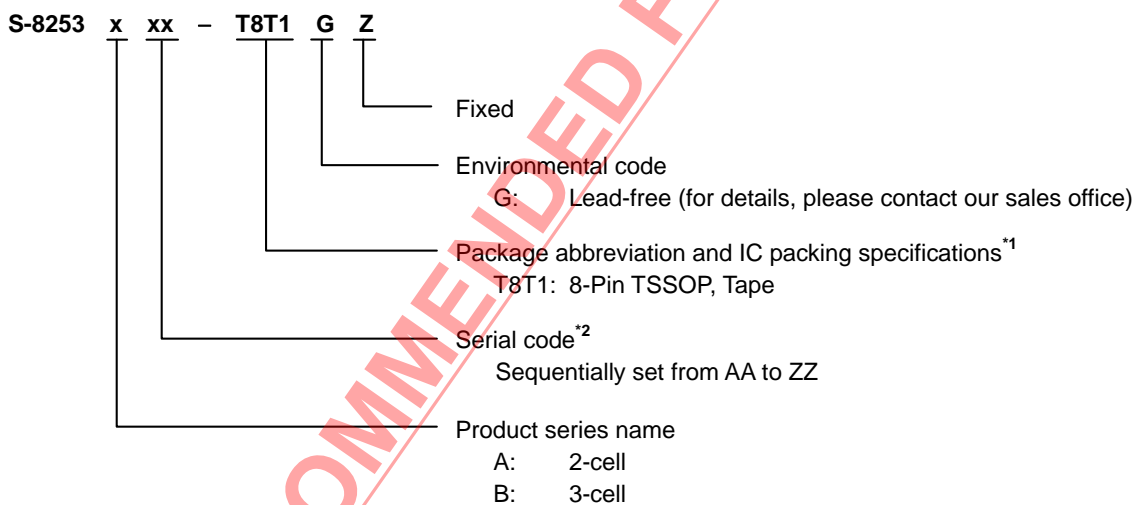 S-8253 x xx – T8T1 G Z
Fixed
Environmental code
G: Lead-free (for details, please contact our sales office)
Package abbreviation and IC packing specifications*1
T8T1: 8-Pin TSSOP, Tape
Serial code*2
Sequentially set from AA to ZZ
Product series name
A: 2-cell
B: 3-cell
OMMENDED F